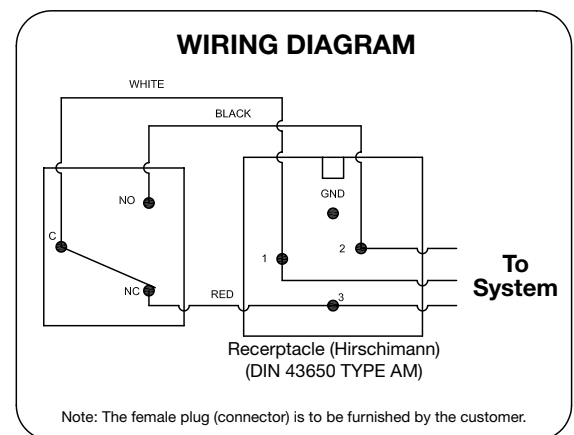 WIRING DIAGRAM
WHITE
BLACK
NO
GND
C
1
2
To
System
NC
RED
3
Recerptacle (Hirschimann)
(DIN 43650 TYPE AM)
Note: The female plug (connector) is to be furnished by the customer.